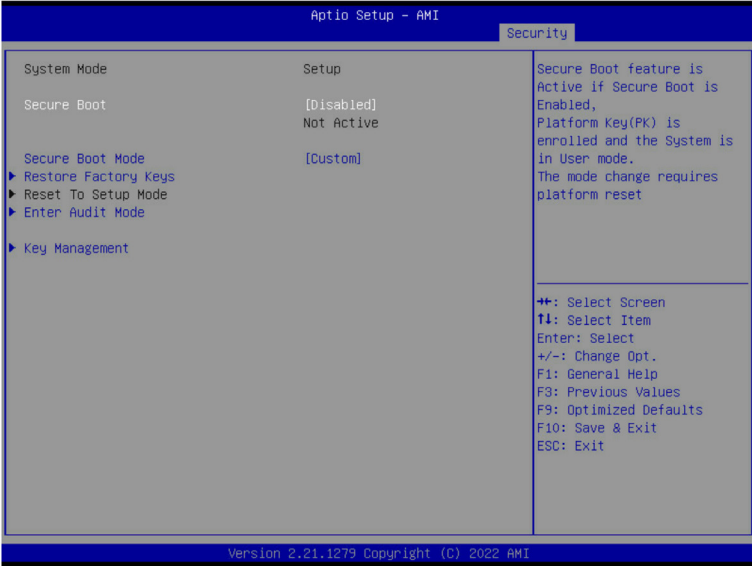 Aptio Setup – AMI
Security
System Mode Setup
Secure Boot [Disabled]
Not Active
Secure Boot Mode [Custom]
Restore Factory Keys
Reset To Setup Mode
Enter Audit Mode
Key Management
Secure Boot feature is
Active if Secure Boot is
Enabled,
Platform Key(PK) is
enrolled and the System is
in User mode.
The mode change requires
platform reset
→←: Select Screen
↑↓: Select Item
Enter: Select
+/-: Change Opt.
F1: General Help
F3: Previous Values
F9: Optimized Defaults
F10: Save & Exit
ESC: Exit
Version 2.21.1279 Copyright (C) 2022 AMI